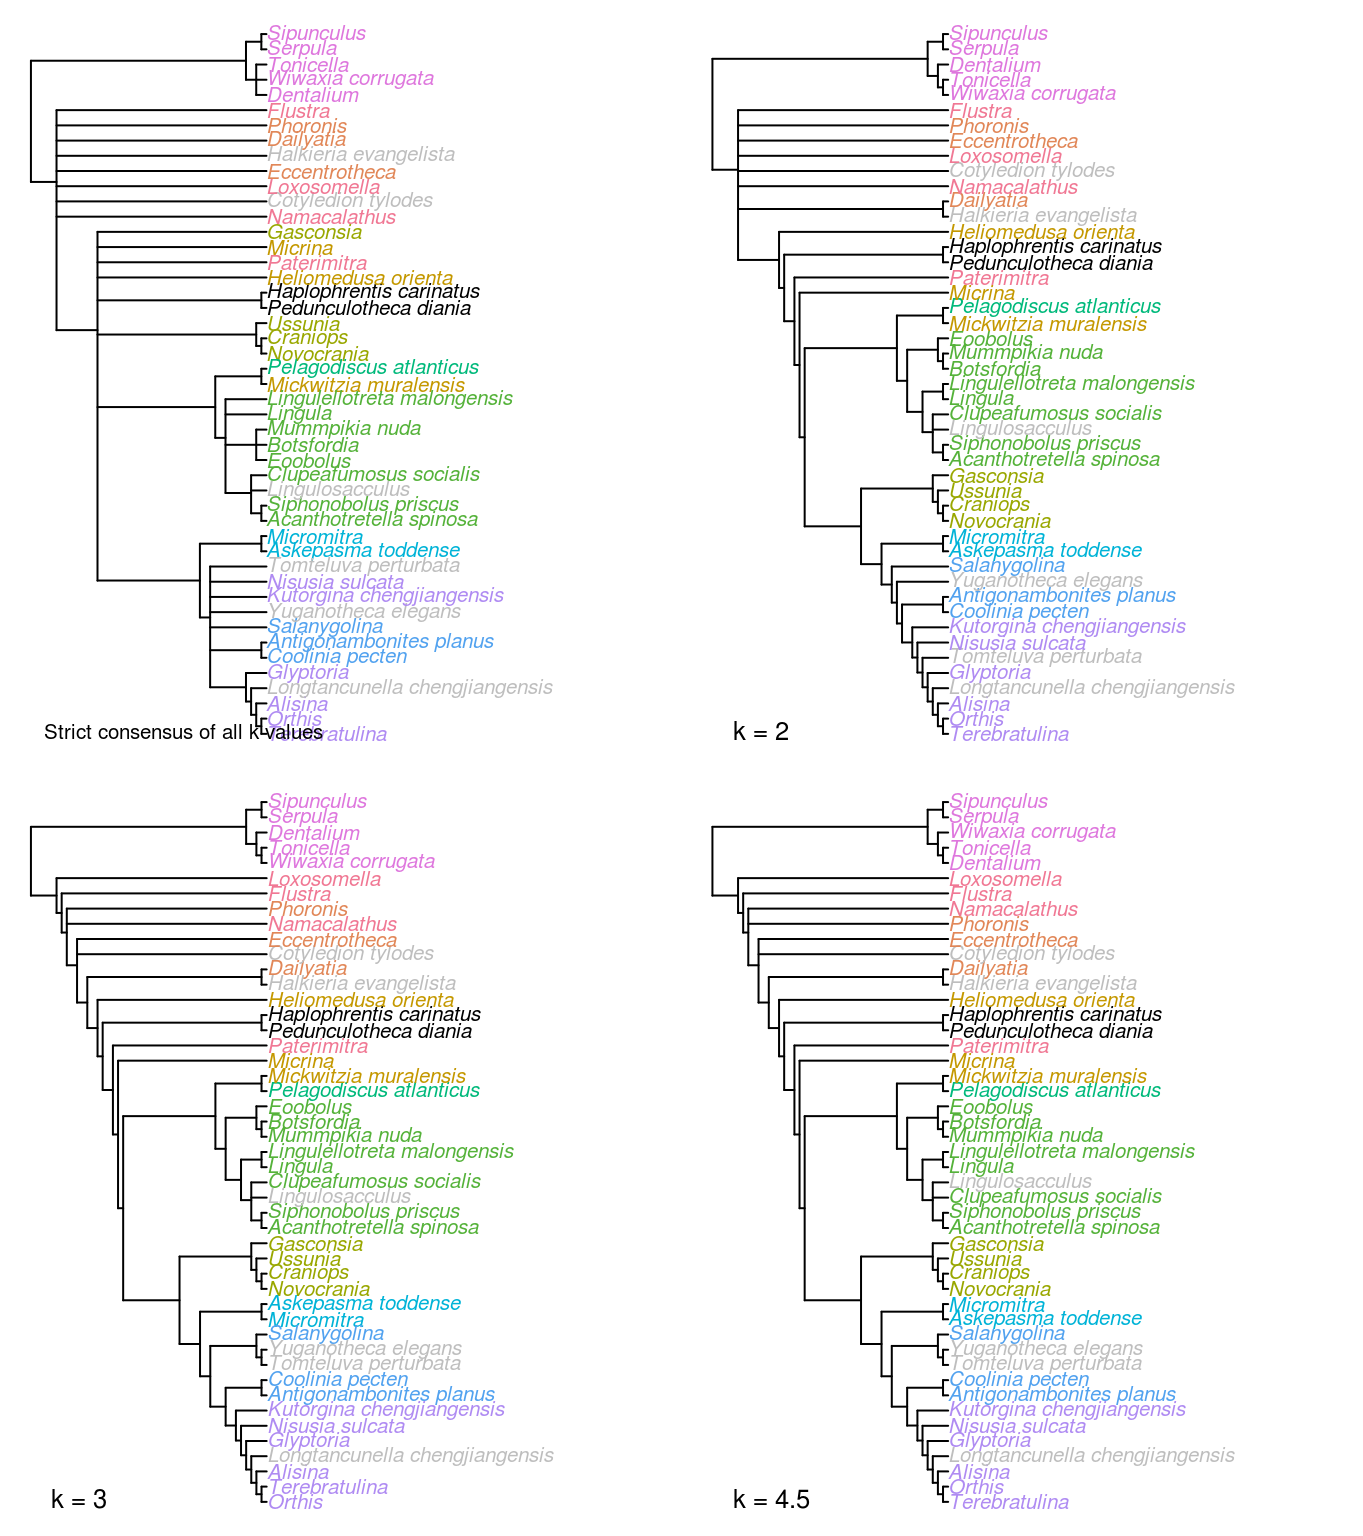 Sipunculus
Serpula
Tonicella
Wiwaxia corrugata
Dentalium
Flustra
Phoronis
Dailyatia
Halkieria evangelista
Eccentrotheca
Loxosomella
Cotyledion tylodes
Namacalathus
Gasconsia
Micrina
Paterimitra
Heliomedusa orienta
Haplophrentis carinatus
Pedunculotheca diania
Ussunia
Craniops
Novocrania
Pelagodiscus atlanticus
Mickwitzia muralensis
Lingulellotreta malongensis
Lingula
Mummpikia nuda
Botsfordia
Eoobolus
Clupeafumosus socialis
Lingulosacculus
Siphonobolus priscus
Acanthotretella spinosa
Micromitra
Askepasma toddense
Tomteluva perturbata
Nisusia sulcata
Kutorgina chengjiangensis
Yuganotheca elegans
Salanygolina
Antigonambonites planus
Coolinia pecten
Glyptoria
Longtancunella chengjiangensis
Alisina
Orthis
Terebratulina
Strict consensus of all k values
Sipunculus
Serpula
Dentalium
Tonicella
Wiwaxia corrugata
Flustra
Phoronis
Eccentrotheca
Loxosomella
Cotyledion tylodes
Namacalathus
Dailyatia
Halkieria evangelista
Heliomedusa orienta
Haplophrentis carinatus
Pedunculotheca diania
Paterimitra
Micrina
Pelagodiscus atlanticus
Mickwitzia muralensis
Eoobolus
Mummpikia nuda
Botsfordia
Lingulellotreta malongensis
Lingula
Clupeafumosus socialis
Lingulosacculus
Siphonobolus priscus
Acanthotretella spinosa
Gasconsia
Ussunia
Craniops
Novocrania
Micromitra
Askepasma toddense
Salanygolina
Yuganotheca elegans
Antigonambonites planus
Coolinia pecten
Kutorgina chengjiangensis
Nisusia sulcata
Tomteluva perturbata
Glyptoria
Longtancunella chengjiangensis
Alisina
Orthis
Terebratulina
k = 2
Sipunculus
Serpula
Dentalium
Tonicella
Wiwaxia corrugata
Loxosomella
Flustra
Phoronis
Namacalathus
Eccentrotheca
Cotyledion tylodes
Dailyatia
Halkieria evangelista
Heliomedusa orienta
Haplophrentis carinatus
Pedunculotheca diania
Paterimitra
Micrina
Mickwitzia muralensis
Pelagodiscus atlanticus
Eoobolus
Botsfordia
Mummpikia nuda
Lingulellotreta malongensis
Lingula
Clupeafumosus socialis
Lingulosacculus
Siphonobolus priscus
Acanthotretella spinosa
Gasconsia
Ussunia
Craniops
Novocrania
Askepasma toddense
Micromitra
Salanygolina
Yuganotheca elegans
Tomteluva perturbata
Coolinia pecten
Antigonambonites planus
Kutorgina chengjiangensis
Nisusia sulcata
Glyptoria
Longtancunella chengjiangensis
Alisina
Terebratulina
Orthis
k = 3
Sipunculus
Serpula
Wiwaxia corrugata
Tonicella
Dentalium
Loxosomella
Flustra
Namacalathus
Phoronis
Eccentrotheca
Cotyledion tylodes
Dailyatia
Halkieria evangelista
Heliomedusa orienta
Haplophrentis carinatus
Pedunculotheca diania
Paterimitra
Micrina
Mickwitzia muralensis
Pelagodiscus atlanticus
Eoobolus
Botsfordia
Mummpikia nuda
Lingulellotreta malongensis
Lingula
Lingulosacculus
Clupeafumosus socialis
Siphonobolus priscus
Acanthotretella spinosa
Gasconsia
Ussunia
Craniops
Novocrania
Micromitra
Askepasma toddense
Salanygolina
Yuganotheca elegans
Tomteluva perturbata
Coolinia pecten
Antigonambonites planus
Kutorgina chengjiangensis
Nisusia sulcata
Glyptoria
Longtancunella chengjiangensis
Alisina
Orthis
Terebratulina
k = 4.5